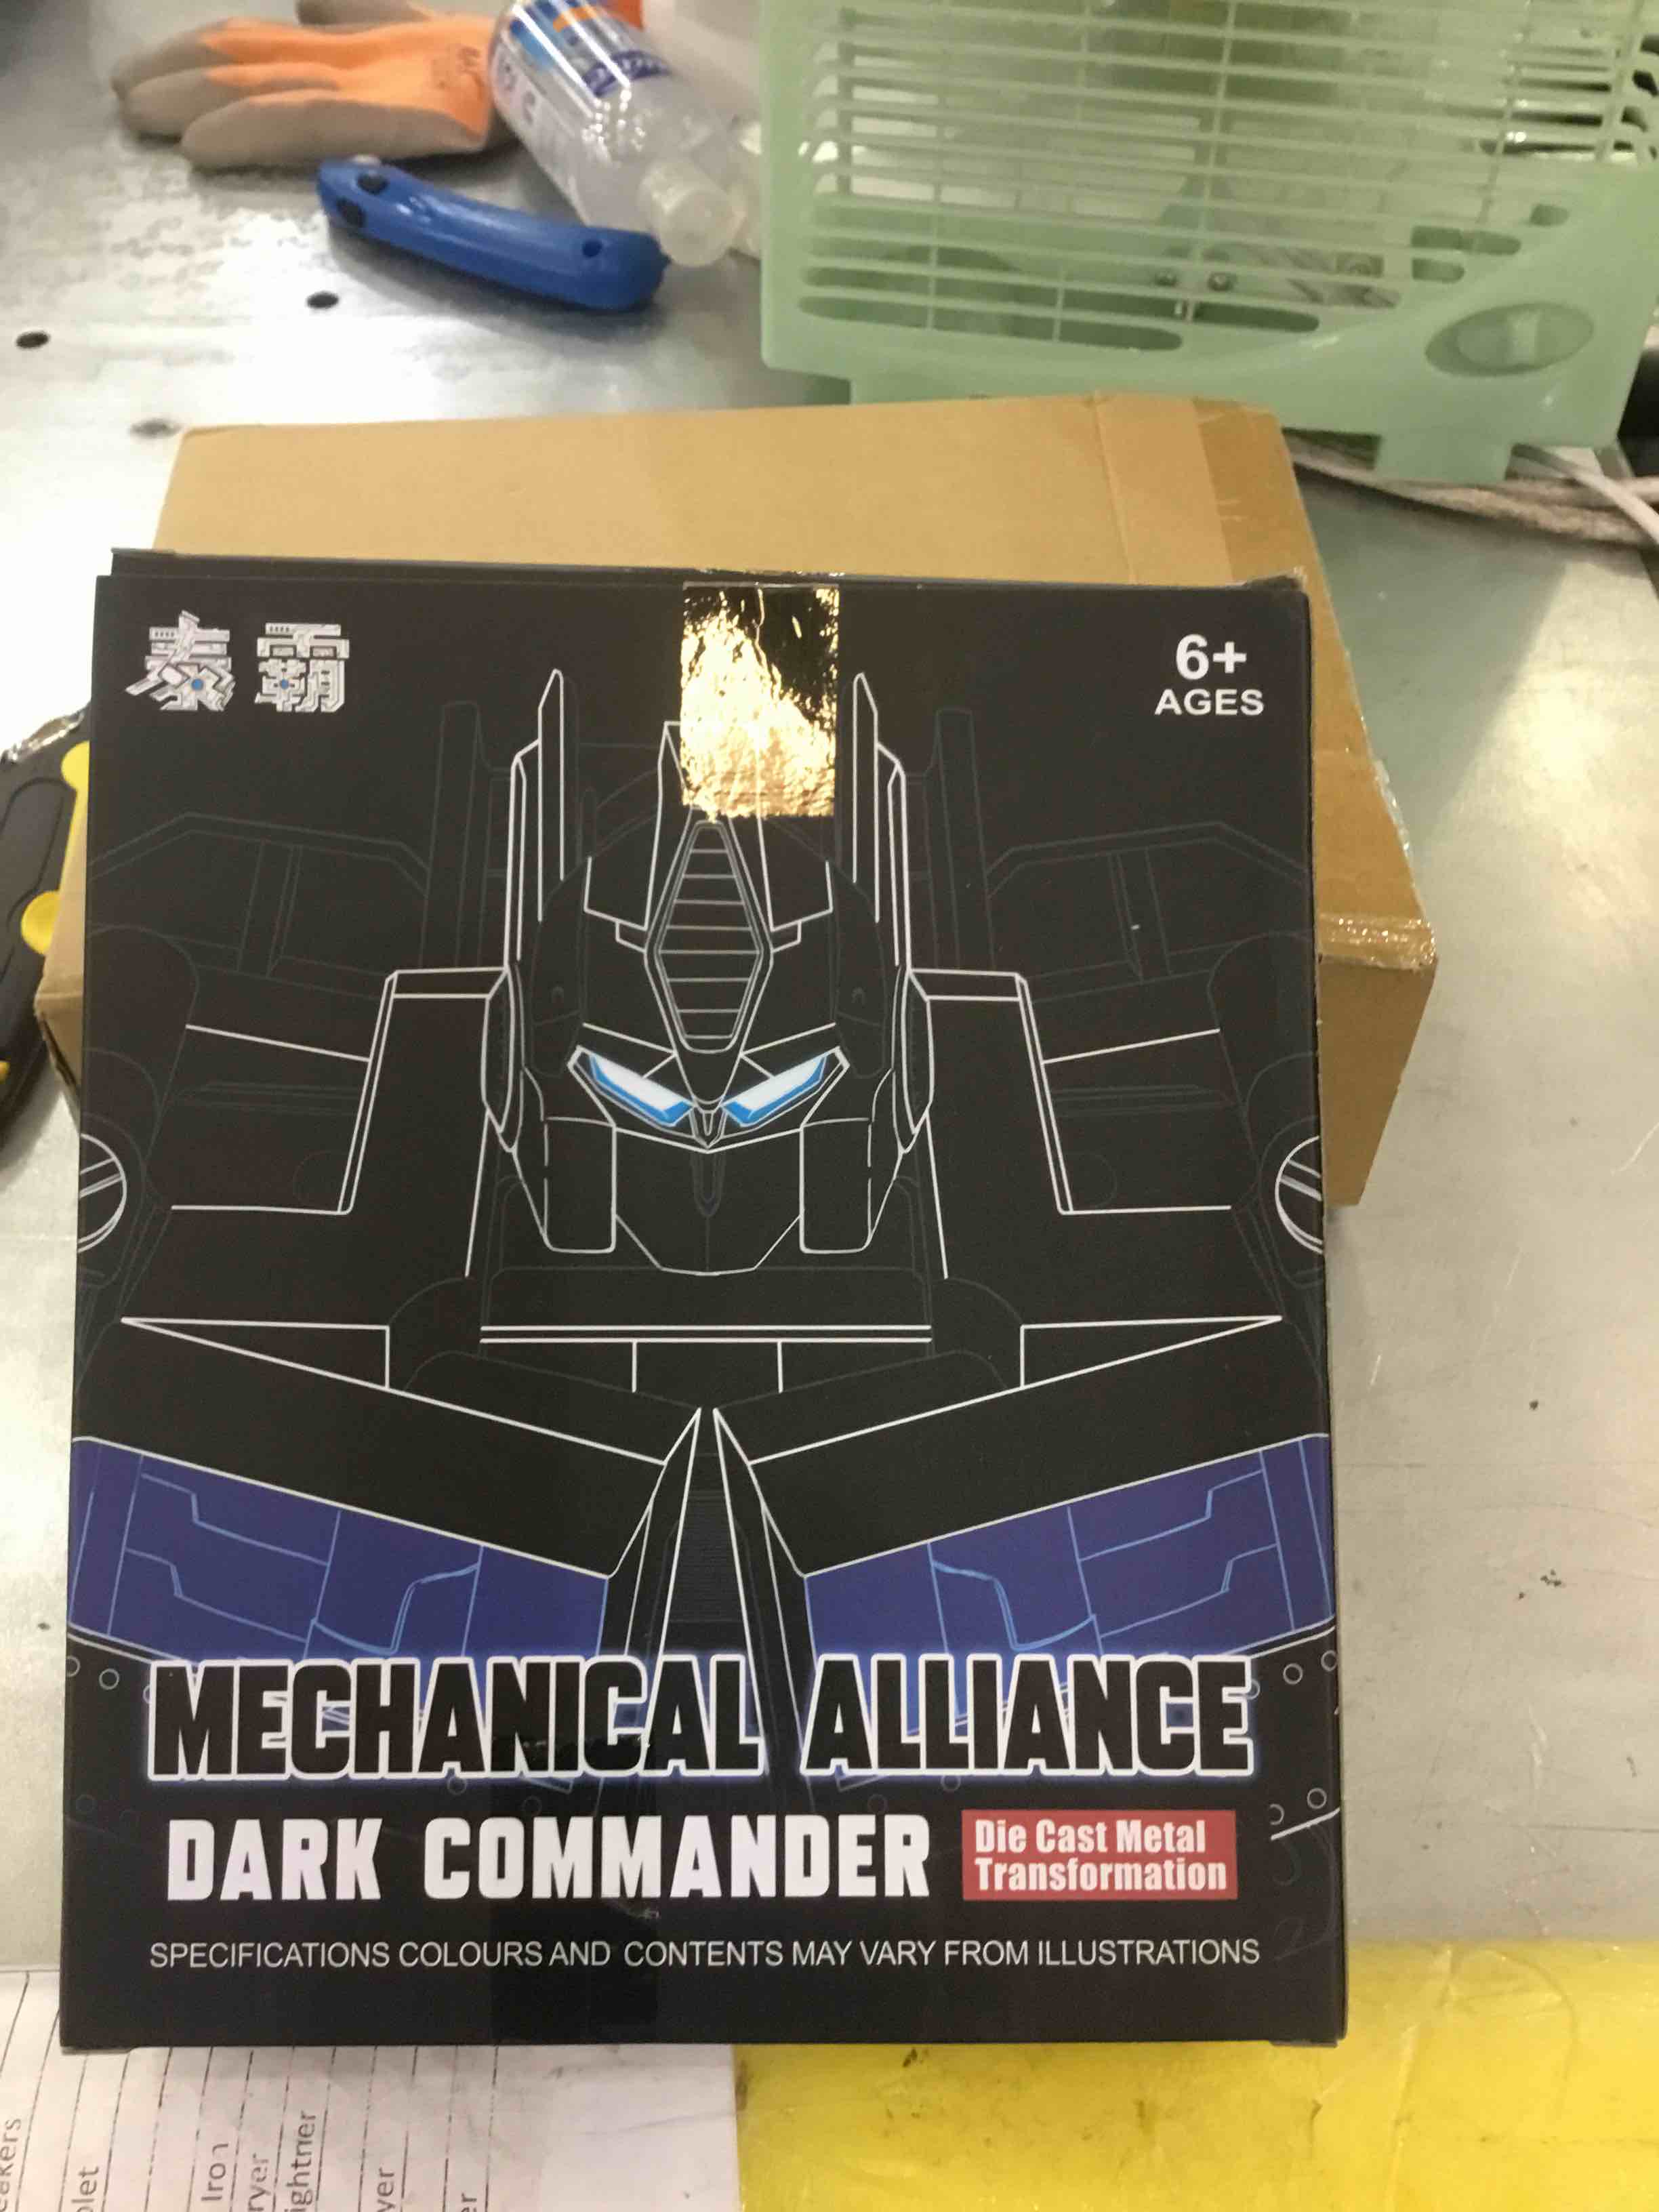 泰霸
6+
AGES
MECHANICAL ALLIANCE
DARK COMMANDER
Die Cast Metal
Transformation
SPECIFICATIONS COLOURS AND CONTENTS MAY VARY FROM ILLUSTRATIONS
Iron